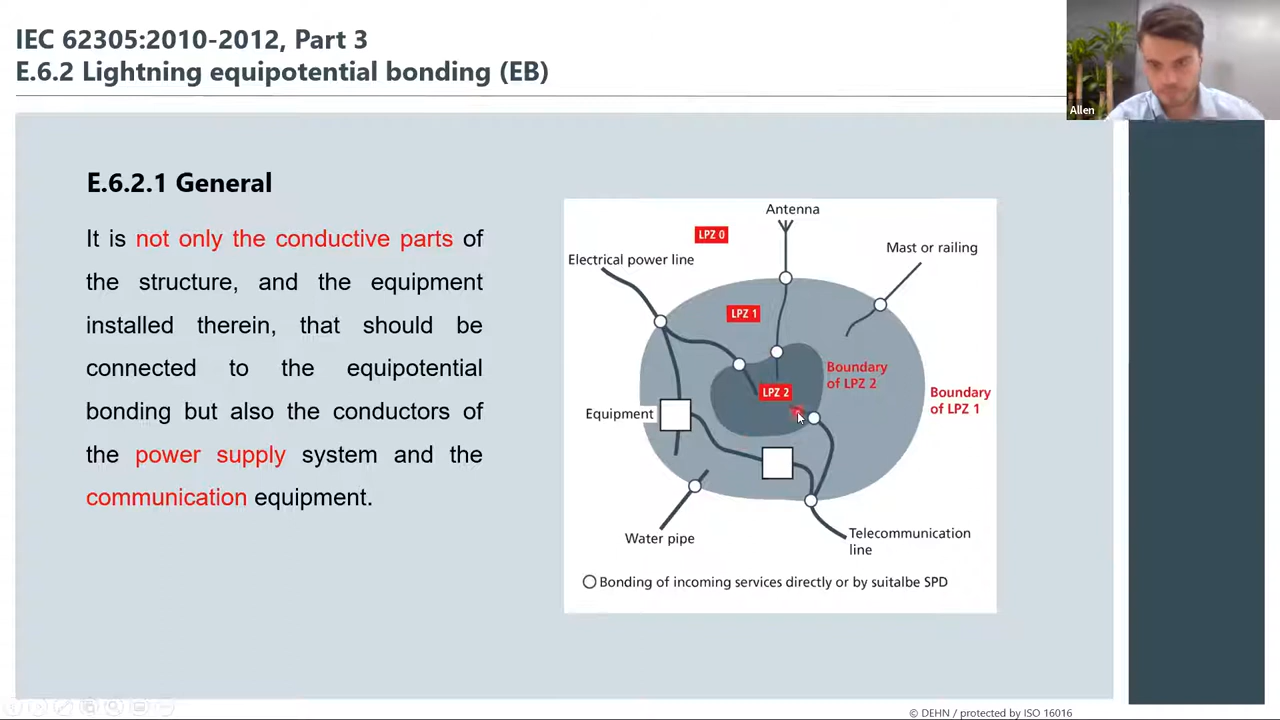 IEC 62305:2010-2012, Part 3
E.6.2 Lightning equipotential bonding (EB)
Allen
E.6.2.1 General
It is not only the conductive parts of
the structure, and the equipment
installed therein, that should be
connected to the equipotential
bonding but also the conductors of
the power supply system and the
communication equipment.
Antenna
LPZ 0
Mast or railing
Electrical power line
LPZ 1
Boundary
of LPZ 2
LPZ 2
Boundary
of LPZ 1
Equipment
Water pipe
Telecommunication
line
Bonding of incoming services directly or by suitalbe SPD
© DEHN / protected by ISO 16016